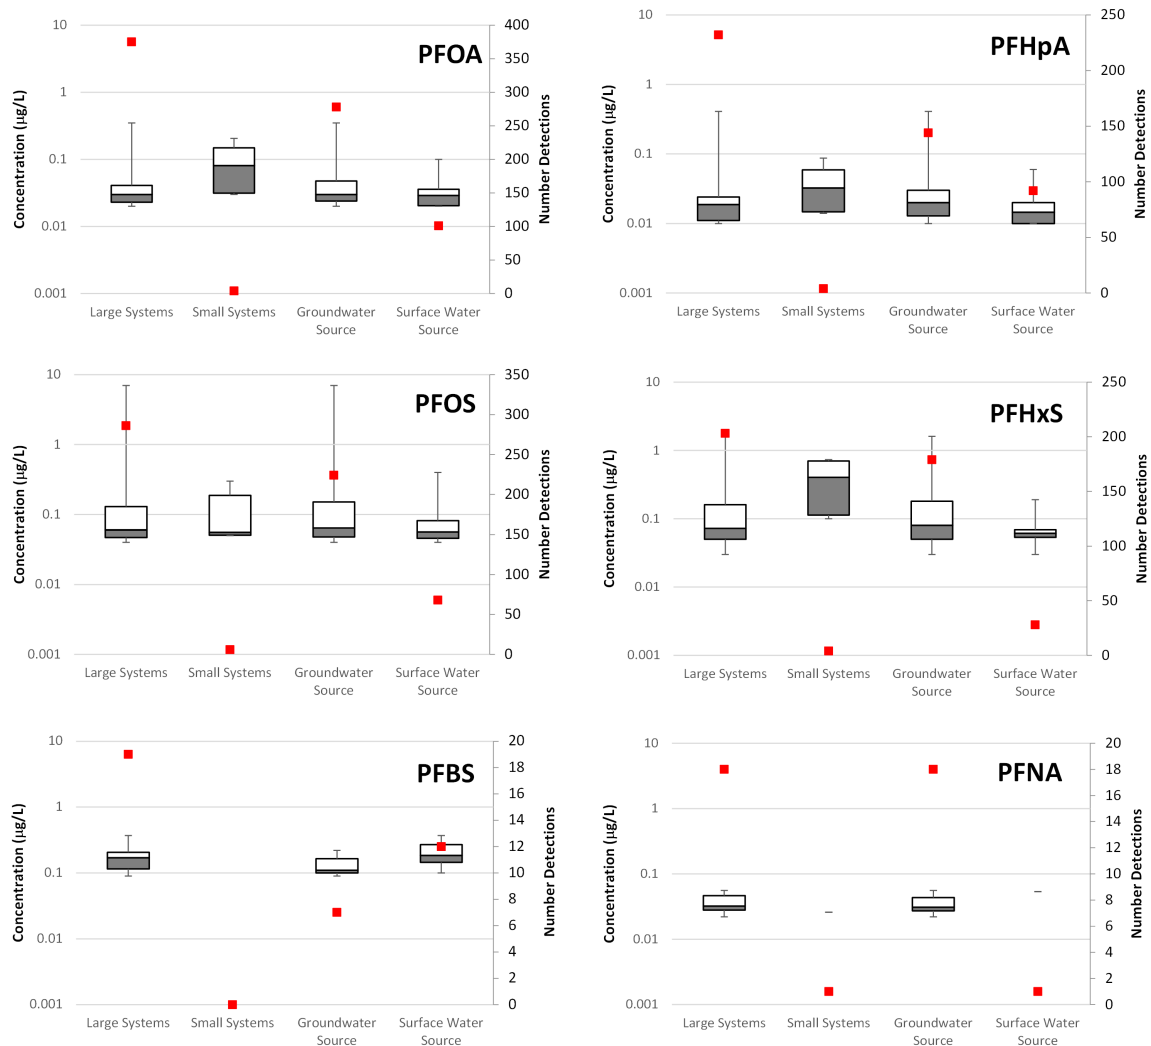 PFOA
Concentration (µg/L)
10
1
0.1
0.01
0.001
400
350
300
250
200
150
100
50
0
Number Detections
Large Systems
Small Systems
Groundwater
Source
Surface Water
Source
PFHpA
Concentration (µg/L)
10
1
0.1
0.01
0.001
250
200
150
100
50
0
Number Detections
Large Systems
Small Systems
Groundwater
Source
Surface Water
Source
PFOS
Concentration (µg/L)
10
1
0.1
0.01
0.001
350
300
250
200
150
100
50
0
Number Detections
Large Systems
Small Systems
Groundwater
Source
Surface Water
Source
PFHxS
Concentration (µg/L)
10
1
0.1
0.01
0.001
250
200
150
100
50
0
Number Detections
Large Systems
Small Systems
Groundwater
Source
Surface Water
Source
PFBS
Concentration (µg/L)
10
1
0.1
0.01
0.001
20
18
16
14
12
10
8
6
4
2
0
Number Detections
Large Systems
Small Systems
Groundwater
Source
Surface Water
Source
PFNA
Concentration (µg/L)
10
1
0.1
0.01
0.001
20
18
16
14
12
10
8
6
4
2
0
Number Detections
Large Systems
Small Systems
Groundwater
Source
Surface Water
Source